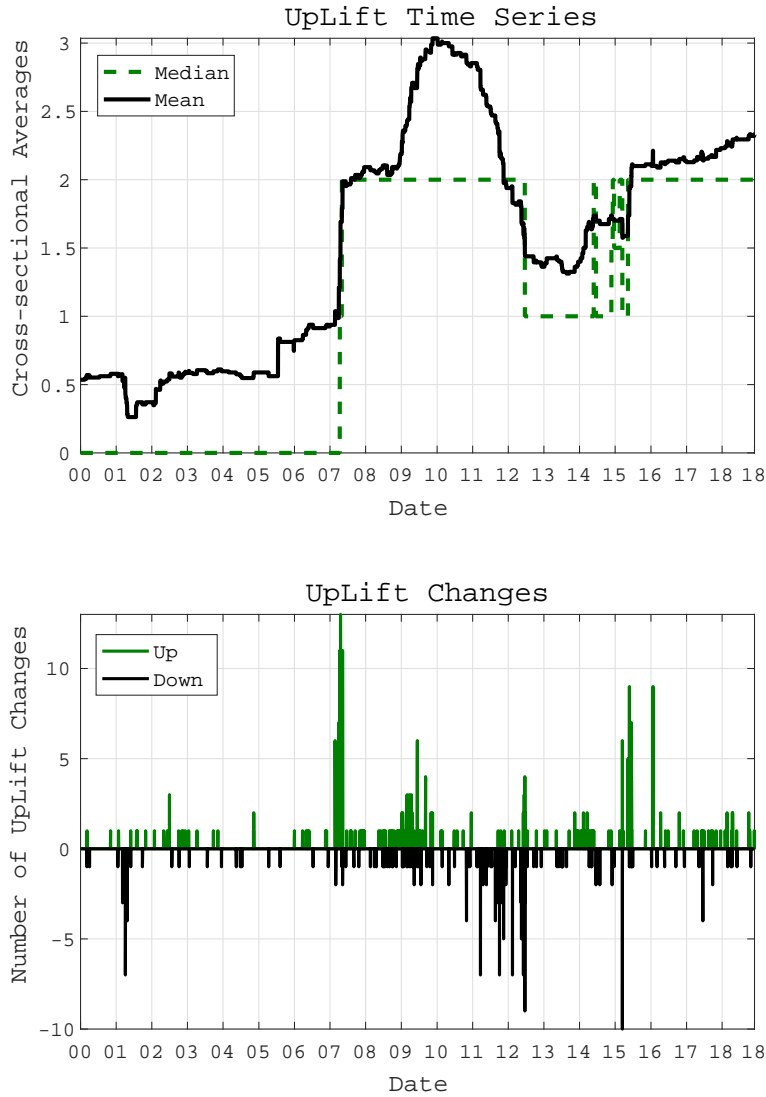 UpLift Time Series
Cross-sectional Averages
3
2.5
2
1.5
1
0.5
0
Median
Mean
00 01 02 03 04 05 06 07 08 09 10 11 12 13 14 15 16 17 18
Date
UpLift Changes
Number of UpLift Changes
10
5
0
-5
-10
Up
Down
00 01 02 03 04 05 06 07 08 09 10 11 12 13 14 15 16 17 18
Date